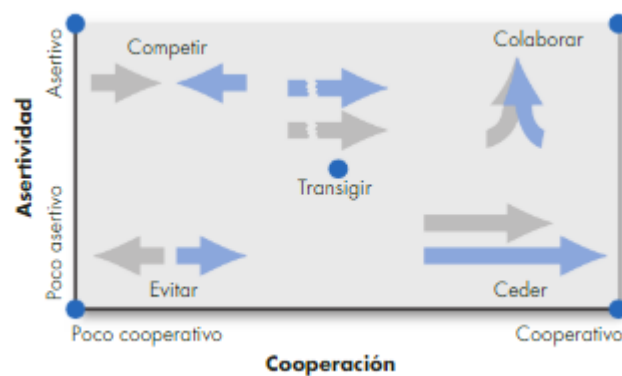 Competir
Colaborar
Asertivo
Asertividad
Transigir
Poco asertivo
Evitar
Ceder
Poco cooperativo
Cooperativo
Cooperación